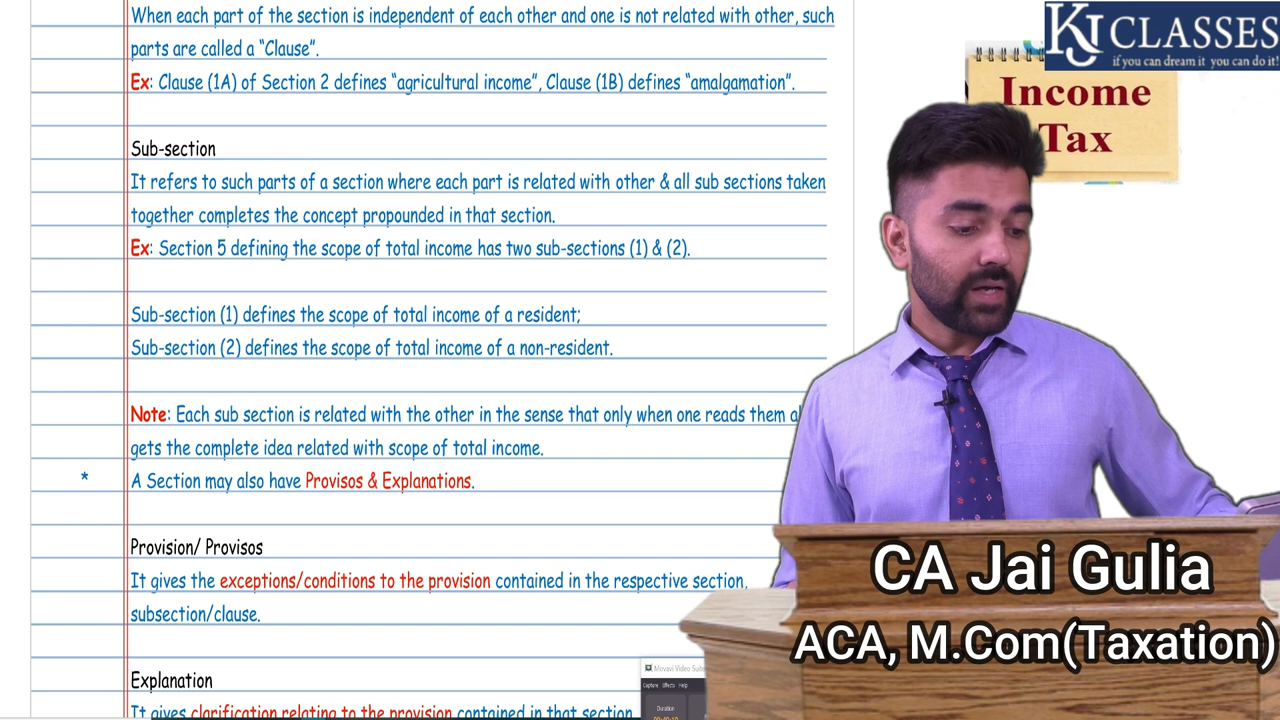 When each part of the section is independent of each other and one is not related with other, such
parts are called a “Clause”.
Ex: Clause (1A) of Section 2 defines “agricultural income”, Clause (1B) defines “amalgamation”.
Sub-section
It refers to such parts of a section where each part is related with other & all sub sections taken
together completes the concept propounded in that section.
Ex: Section 5 defining the scope of total income has two sub-sections (1) & (2).
Sub-section (1) defines the scope of total income of a resident;
Sub-section (2) defines the scope of total income of a non-resident.
Note: Each sub section is related with the other in the sense that only when one reads them
gets the complete idea related with scope of total income.
* A Section may also have Provisos & Explanations.
Provision/ Provisos
It gives the exceptions/conditions to the provision contained in the respective section,
subsection/clause.
Explanation
It gives clarification relating to the provision contained in that section
KJ CLASSES
if you can dream it you can do it!
Income
Tax
CA Jai Gulia
ACA, M.Com(Taxation)
Movavi Video Suite
Capture Effects Help
Duration